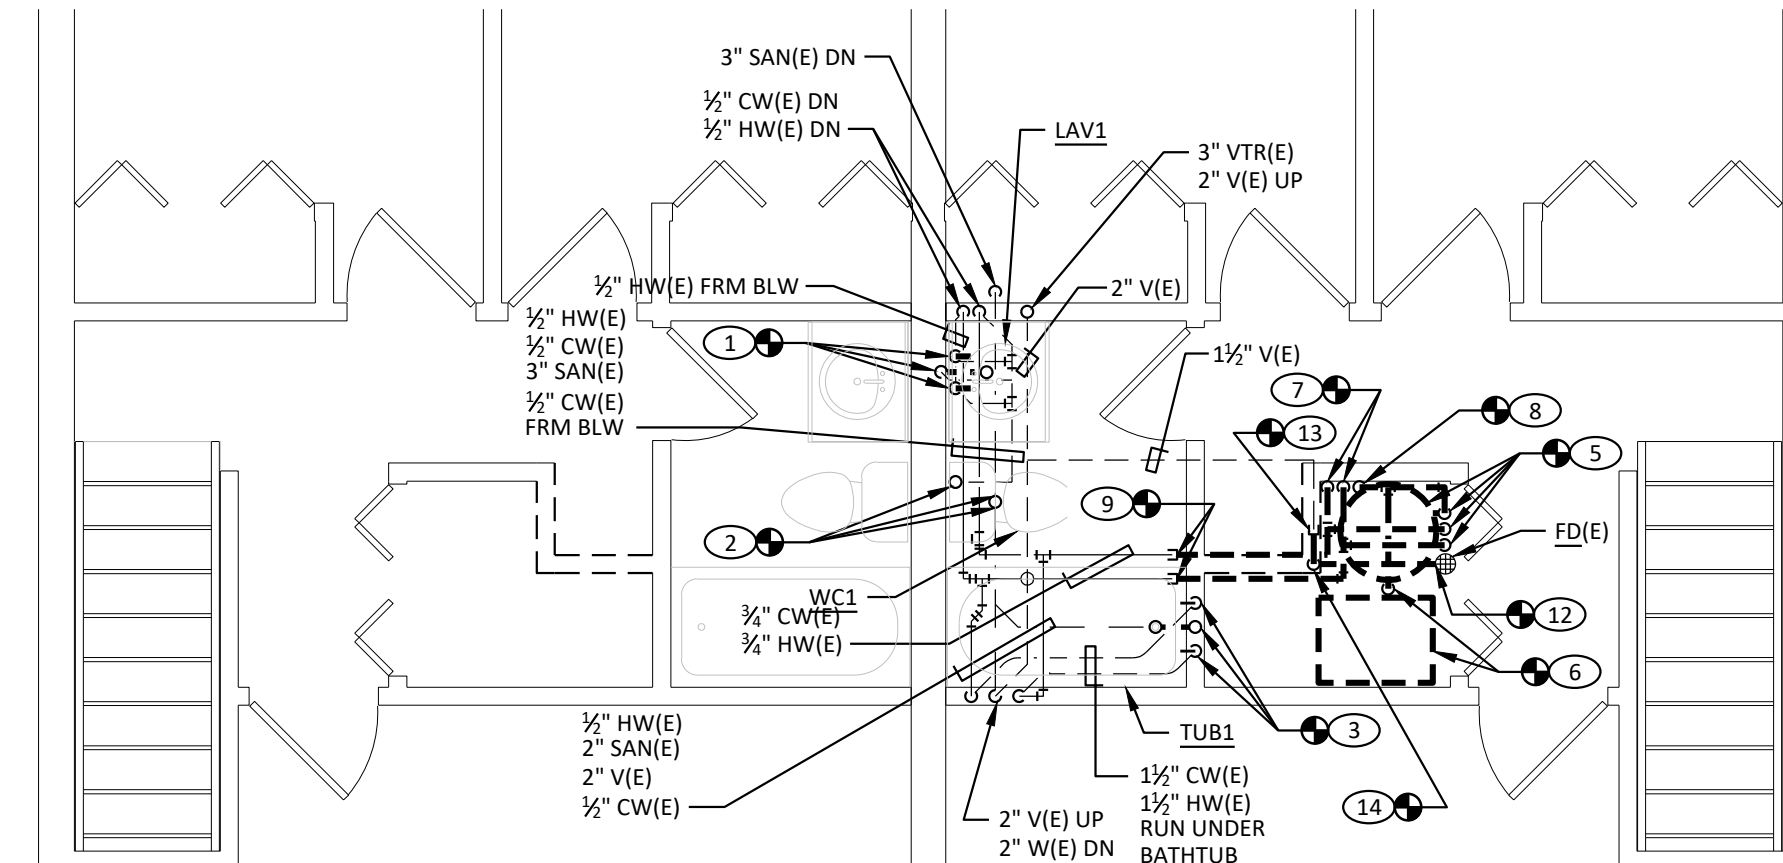 3" SAN(E) DN
½" CW(E) DN
½" HW(E) DN
LAV1
3" VTR(E)
2" V(E) UP
½" HW(E) FRM BLW
2" V(E)
½" HW(E)
½" CW(E)
3" SAN(E)
½" CW(E)
FRM BLW
1
1½" V(E)
7
8
13
5
9
2
FD(E)
WC1
¾" CW(E)
¾" HW(E)
12
6
3
TUB1
½" HW(E)
2" SAN(E)
2" V(E)
½" CW(E)
1½" CW(E)
1½" HW(E)
RUN UNDER
BATHTUB
14
2" V(E) UP
2" W(E) DN